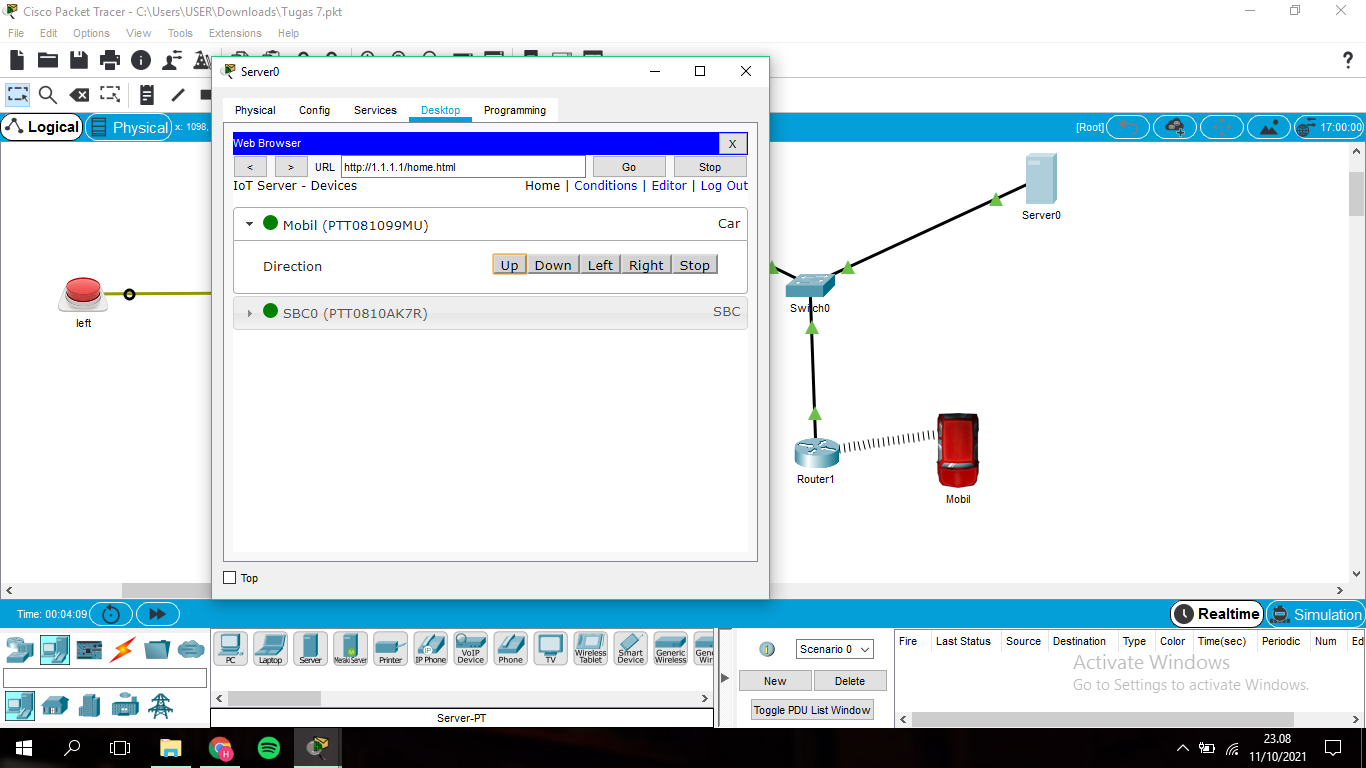 Cisco Packet Tracer - C:\Users\USER\Downloads\Tugas 7.pkt
File Edit Options View Tools Extensions Help
?
Server0
Physical Config Services Desktop Programming
Logical
Physical
x: 1098,
[Root]
17:00:00
Web Browser
X
< > URL http://1.1.1.1/home.html Go Stop
IoT Server - Devices
Home | Conditions | Editor | Log Out
Mobil (PTT081099MU) Car
Direction Up Down Left Right Stop
SBC0 (PTT0810AK7R) SBC
Top
left
Server0
Switch0
Router1
Mobil
Time: 00:04:09
Realtime
Simulation
PC Laptop Server Meraki Server Printer IP Phone VoIP Device Phone TV Wireless Tablet Smart Device Generic Wireless
Server-PT
Scenario 0
New Delete
Toggle PDU List Window
Fire Last Status Source Destination Type Color Time(sec) Periodic Num Ed
Activate Windows
Go to Settings to activate Windows.
H
23.08
11/10/2021